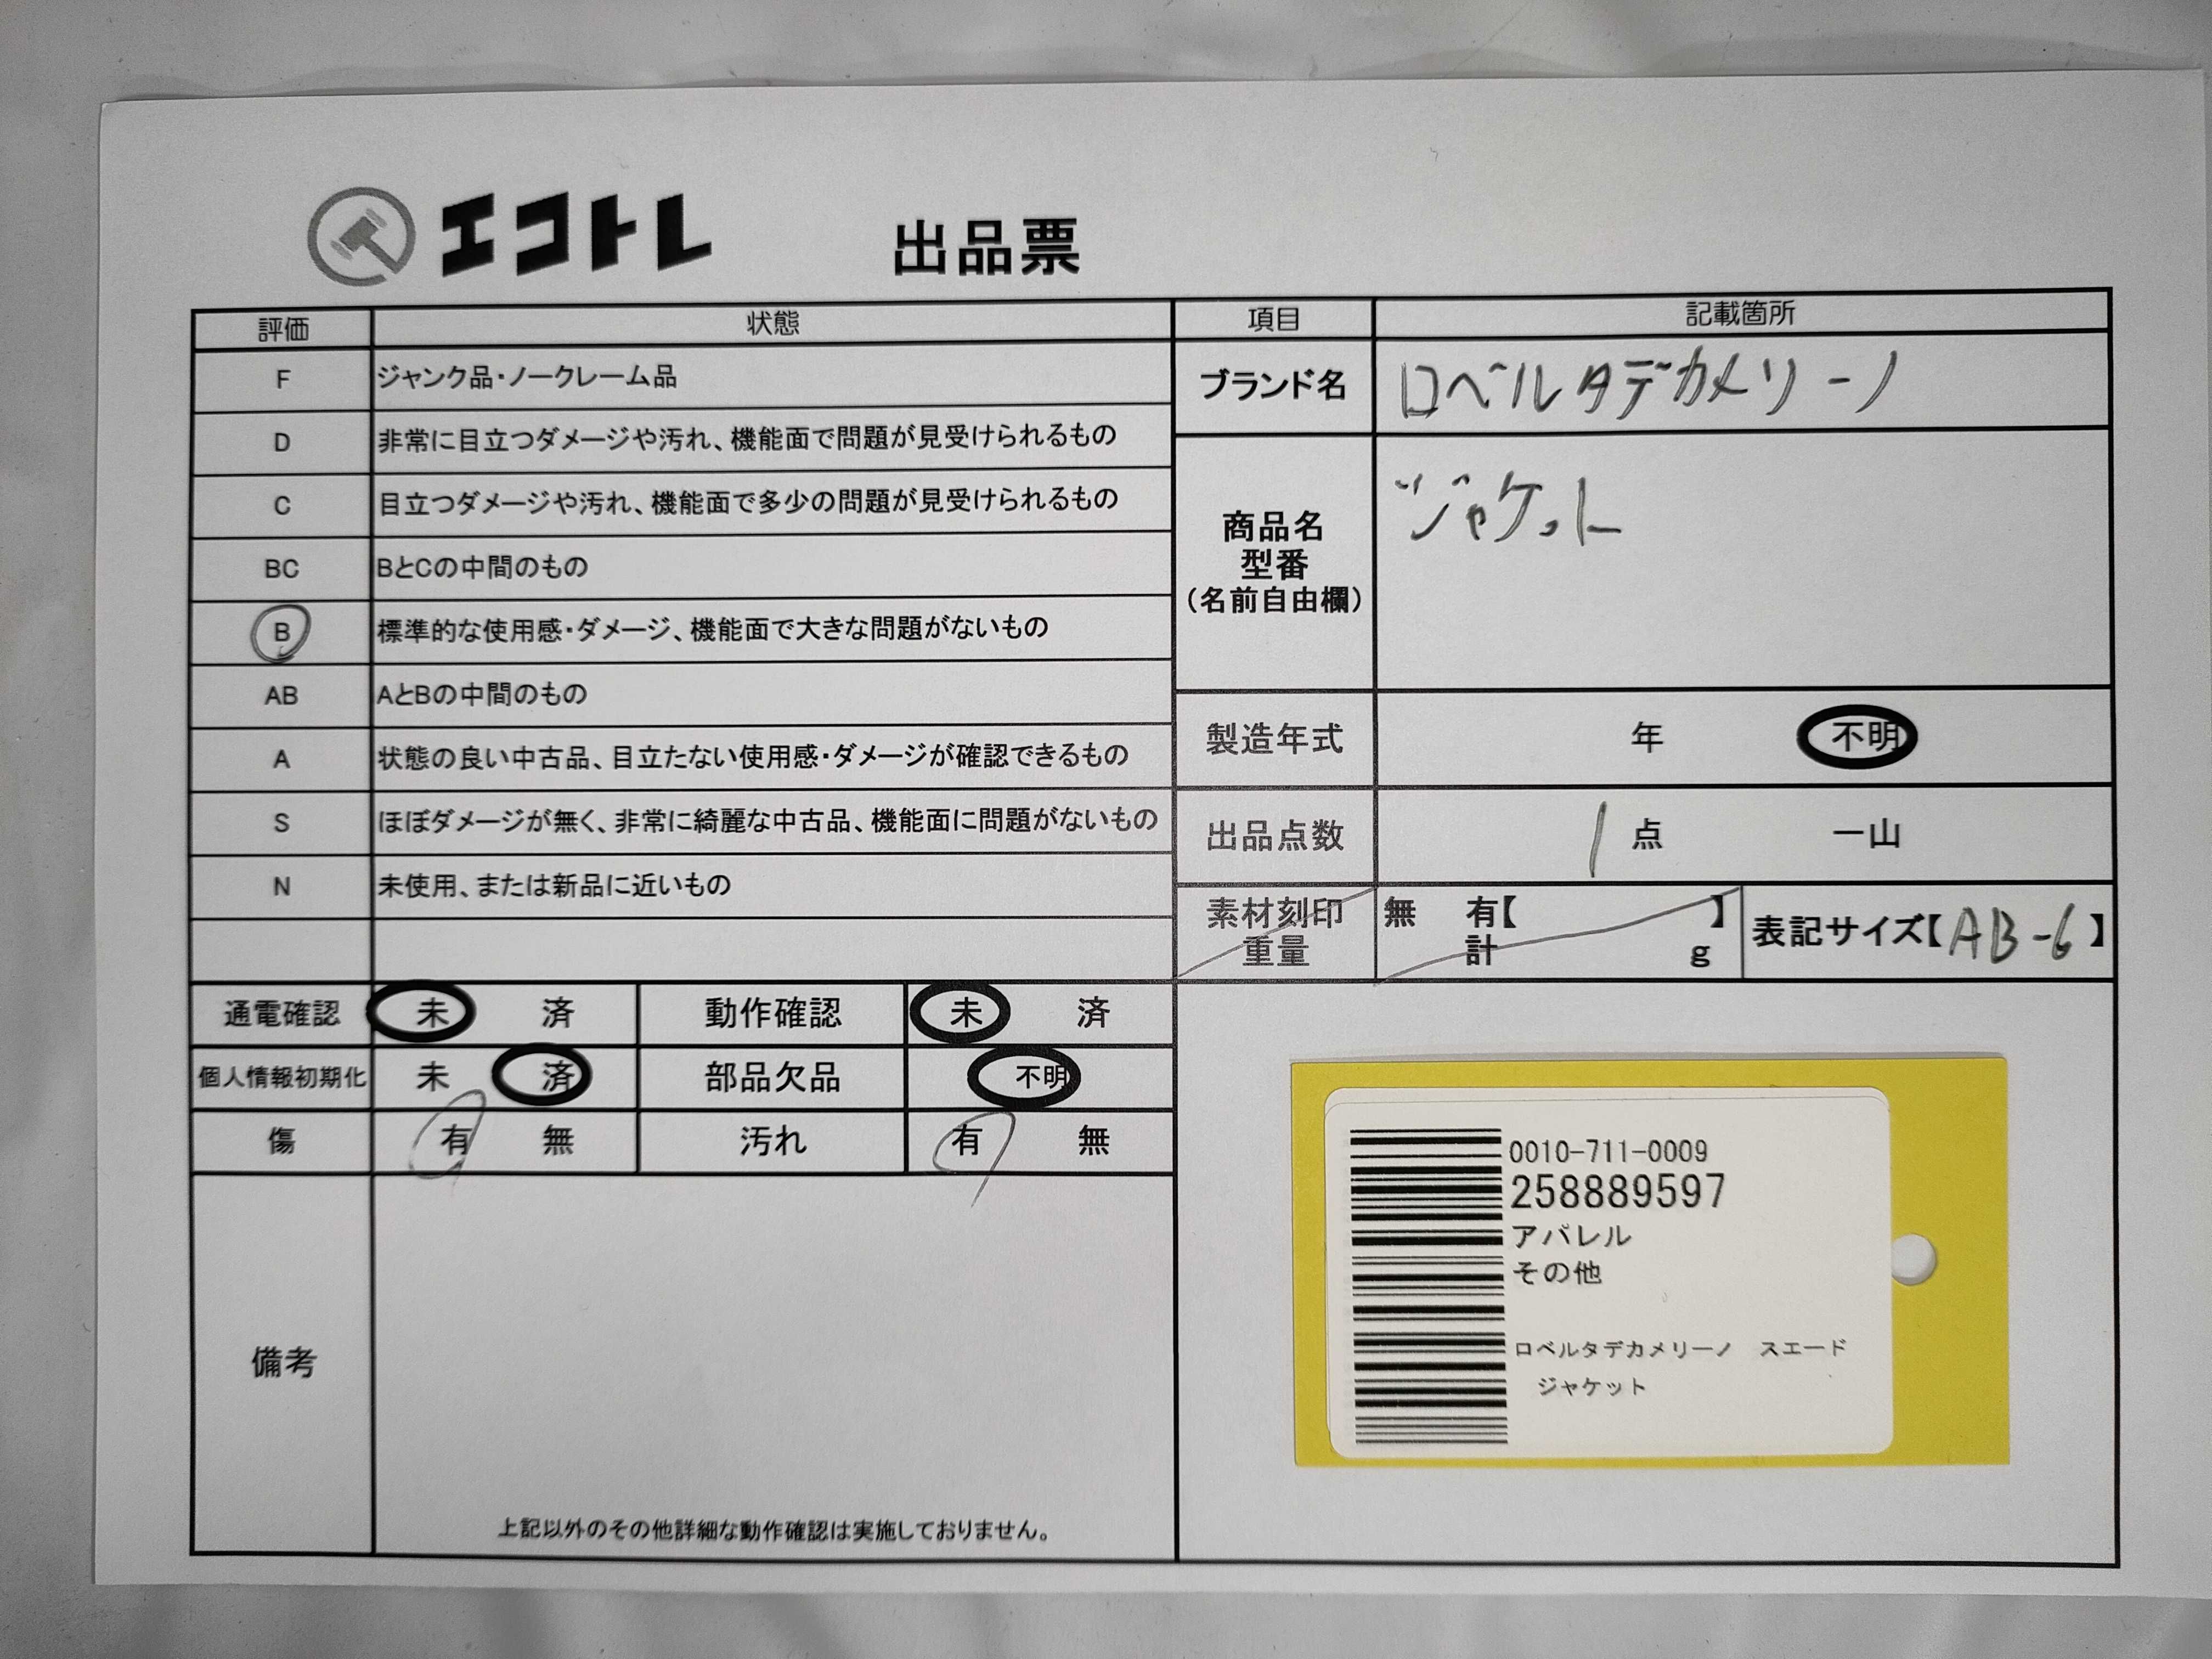 エコトレ 出品票
評価 状態 項目 記載箇所
F ジャンク品・ノークレーム品
D 非常に目立つダメージや汚れ、機能面で問題が見受けられるもの
C 目立つダメージや汚れ、機能面で多少の問題が見受けられるもの
BC BとCの中間のもの
B 標準的な使用感・ダメージ、機能面で大きな問題がないもの
AB AとBの中間のもの
A 状態の良い中古品、目立たない使用感・ダメージが確認できるもの
S ほぼダメージが無く、非常に綺麗な中古品、機能面に問題がないもの
N 未使用、または新品に近いもの
ブランド名 ロベルタデカメリーノ
商品名
型番
(名前自由欄)
ジャケット
製造年式 年 不明
出品点数 1 点 一山
素材刻印
重量
無 有【 】
計 g
表記サイズ【AB-6】
通電確認 未 済 動作確認 未 済
個人情報初期化 未 済 部品欠品 不明
傷 有 無 汚れ 有 無
備考
上記以外のその他詳細な動作確認は実施しておりません。
0010-711-0009
258889597
アパレル
その他
ロベルタデカメリーノ スエード
ジャケット